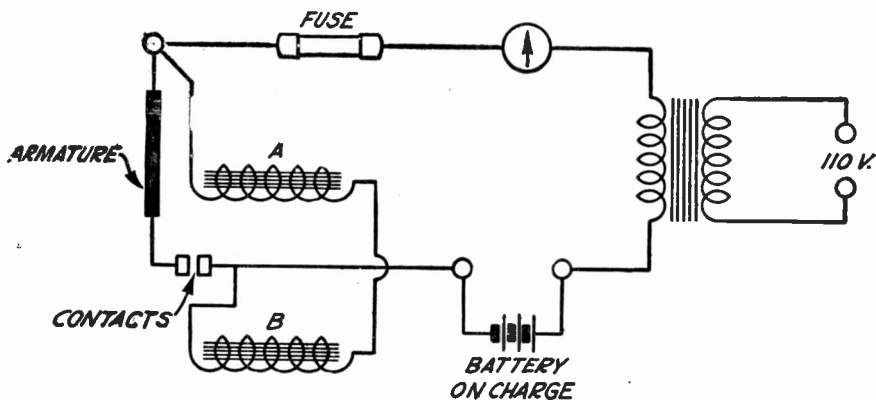 FUSE
A
ARMATURE
110 V.
CONTACTS
B
BATTERY
ON CHARGE